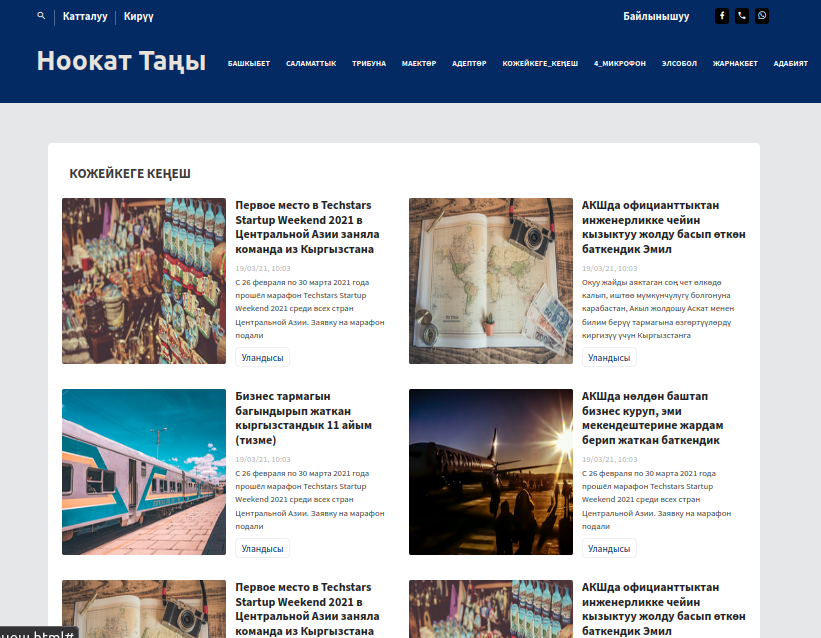 Катталуу
Кирүү
Байлынышуу
Ноокат Таңы
БАШКЫБЕТ
САЛАМАТТЫК
ТРИБУНА
МАЕКТӨР
АДЕПТӨР
КОЖЕЙКЕГЕ_КЕҢЕШ
4_МИКРОФОН
ЭЛСОБОЛ
ЖАРНАКБЕТ
АДАБИЯТ
КОЖЕЙКЕГЕ КЕҢЕШ
Первое место в Techstars
Startup Weekend 2021 в
Центральной Азии заняла
команда из Кыргызстана
19/03/21, 10:03
С 26 февраля по 30 марта 2021 года
прошёл марафон Techstars Startup
Weekend 2021 среди всех стран
Центральной Азии. Заявку на марафон
подали
Уландысы
АКШда официанттыктан
инженерликке чейин
кызыктуу жолду басып өткөн
баткендик Эмил
19/03/21, 10:03
Окуу жайды аяктаган соң чет өлкөдө
калып, иштөө мүмкүнчүлүгү болгонуна
карабастан, Акыл жолдошу Аскат менен
билим берүү тармагына өзгөртүүлөрдү
киргизүү үчүн Кыргызстанга
Уландысы
Бизнес тармагын
багындырып жаткан
кыргызстандык 11 айым
(тизме)
19/03/21, 10:03
С 26 февраля по 30 марта 2021 года
прошёл марафон Techstars Startup
Weekend 2021 среди всех стран
Центральной Азии. Заявку на марафон
подали
Уландысы
АКШда нөлдөн баштап
бизнес куруп, эми
мекендештерине жардам
берип жаткан баткендик
19/03/21, 10:03
С 26 февраля по 30 марта 2021 года
прошёл марафон Techstars Startup
Weekend 2021 среди всех стран
Центральной Азии. Заявку на марафон
подали
Уландысы
Первое место в Techstars
Startup Weekend 2021 в
Центральной Азии заняла
команда из Кыргызстана
АКШда официанттыктан
инженерликке чейин
кызыктуу жолду басып өткөн
баткендик Эмил